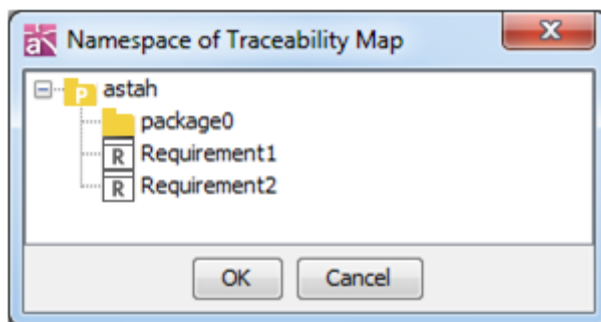 Namespace of Traceability Map
astah
package0
Requirement1
Requirement2
OK
Cancel